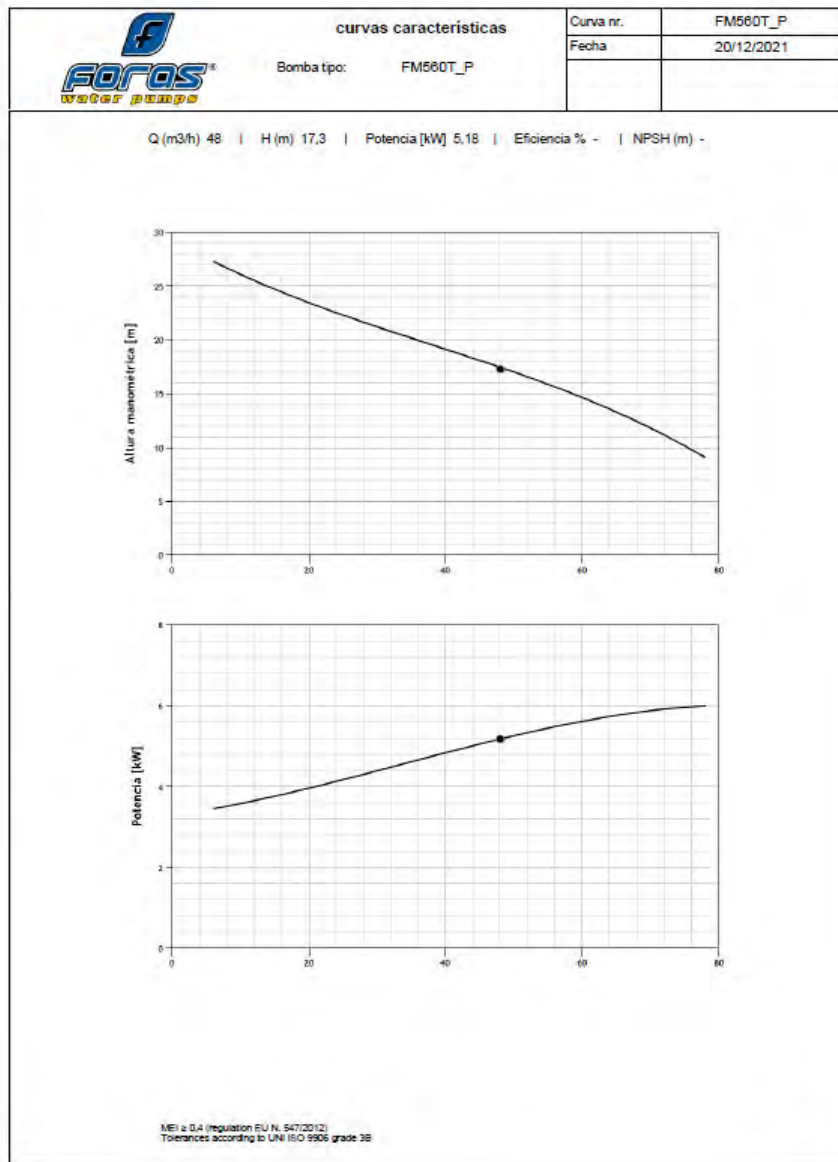 FORAS®
water pumps
curvas características
Bomba tipo: FM560T_P
Curva nr. FM560T_P
Fecha 20/12/2021
Q (m3/h) 48 | H (m) 17,3 | Potencia [kW] 5,18 | Eficiencia % - | NPSH (m) -
Altura manométrica [m]
30
25
20
15
10
5
0
0 20 40 60 80
Potencia [kW]
8
6
4
2
0
0 20 40 60 80
MEI ≥ 0,4 (regulation EU N. 547/2012)
Tolerances according to UNI ISO 9906 grade 3B